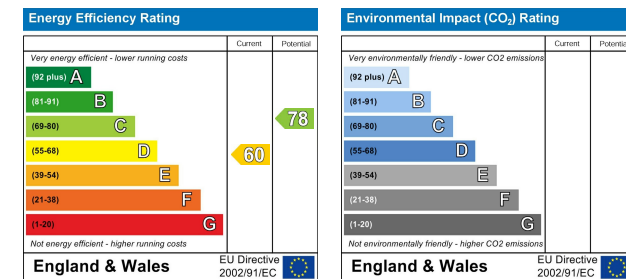 Energy Efficiency Rating
Current Potential
Very energy efficient - lower running costs
(92 plus) A
(81-91) B
(69-80) C
78
(55-68) D
60
(39-54) E
(21-38) F
(1-20) G
Not energy efficient - higher running costs
England & Wales
EU Directive
2002/91/EC
Environmental Impact (CO2) Rating
Current Potential
Very environmentally friendly - lower CO2 emissions
(92 plus) A
(81-91) B
(69-80) C
(55-68) D
(39-54) E
(21-38) F
(1-20) G
Not environmentally friendly - higher CO2 emissions
England & Wales
EU Directive
2002/91/EC